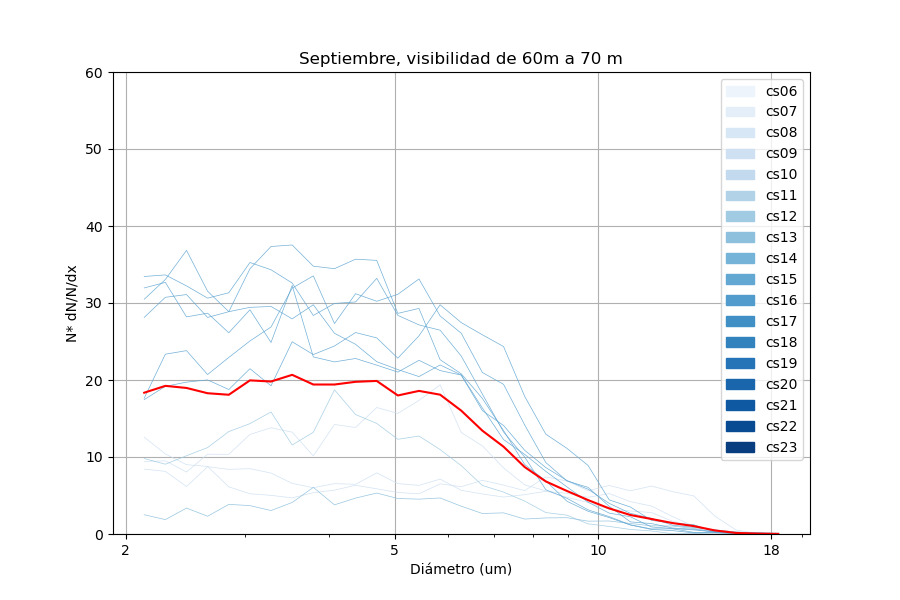 Septiembre, visibilidad de 60m a 70 m
60
50
40
30
20
10
0
N* dN/N/dx
2
5
10
18
Diámetro (um)
cs06
cs07
cs08
cs09
cs10
cs11
cs12
cs13
cs14
cs15
cs16
cs17
cs18
cs19
cs20
cs21
cs22
cs23